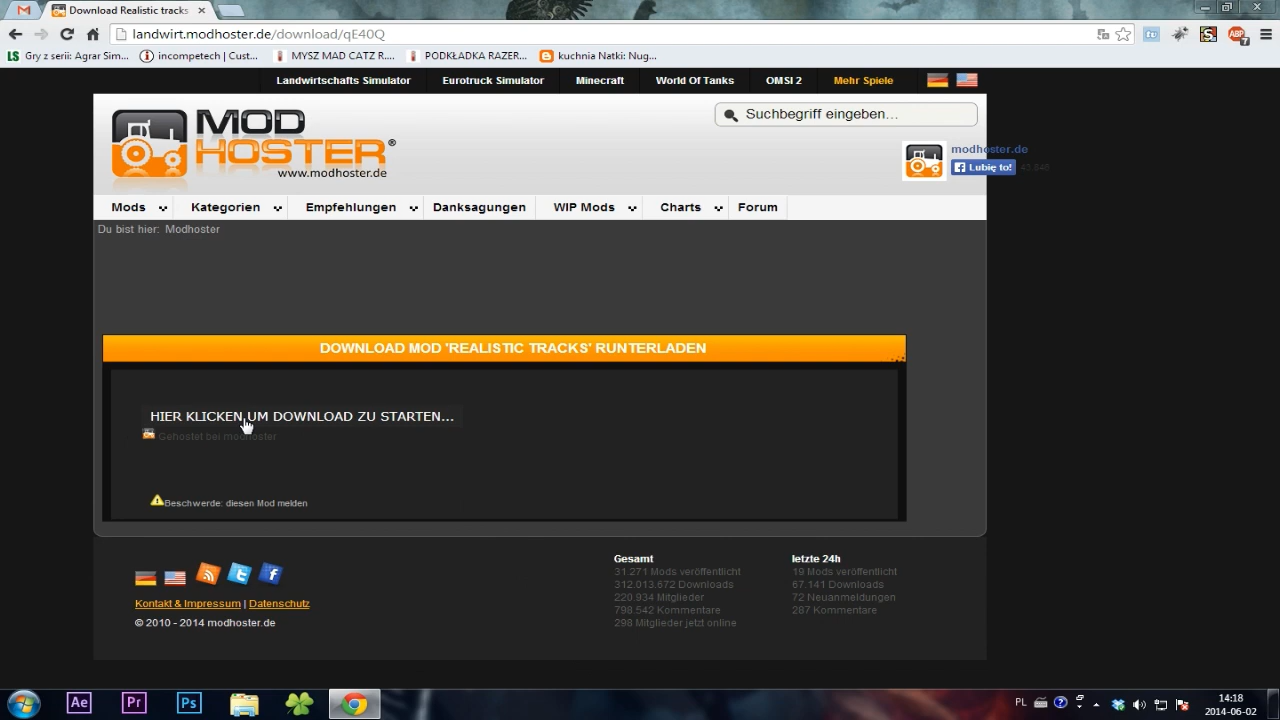 Download Realistic tracks
landwirt.modhoster.de/download/qE40Q
Gry z serii: Agrar Sim...
incompetech | Cust...
MYSZ MAD CATZ R....
PODKŁADKA RAZER...
kuchnia Natki: Nug...
Landwirtschafts Simulator
Eurotruck Simulator
Minecraft
World Of Tanks
OMSI 2
Mehr Spiele
MOD
HOSTER®
www.modhoster.de
Suchbegriff eingeben...
modhoster.de
Lubię to!
Mods
Kategorien
Empfehlungen
Danksagungen
WIP Mods
Charts
Forum
Du bist hier: Modhoster
DOWNLOAD MOD 'REALISTIC TRACKS' RUNTERLADEN
HIER KLICKEN UM DOWNLOAD ZU STARTEN...
Gehostet bei modhoster
Beschwerde: diesen Mod melden
Gesamt
31.271 Mods veröffentlicht
312.013.672 Downloads
220.934 Mitglieder
798.542 Kommentare
298 Mitglieder jetzt online
letzte 24h
19 Mods veröffentlicht
67.141 Downloads
72 Neuanmeldungen
287 Kommentare
Kontakt & Impressum | Datenschutz
© 2010 - 2014 modhoster.de
Ae
Pr
Ps
PL
14:18
2014-06-02